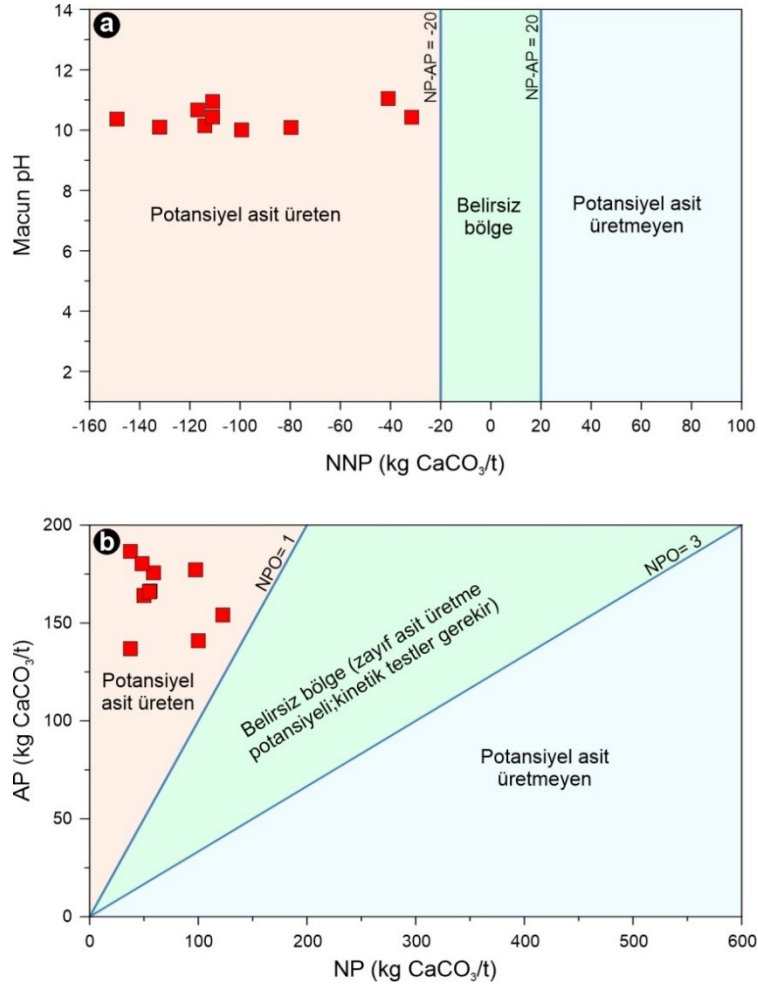 a
14
12
10
8
6
4
2
Macun pH
NP-AP = -20
NP-AP = 20
Potansiyel asit üreten
Belirsiz
bölge
Potansiyel asit
üretmeyen
-160 -140 -120 -100 -80 -60 -40 -20 0 20 40 60 80 100
NNP (kg CaCO₃/t)
b
200
150
100
50
0
AP (kg CaCO₃/t)
NPO= 1
NPO= 3
Potansiyel
asit üreten
Belirsiz bölge (zayıf asit üretme
potansiyeli;kinetik testler gerekir)
Potansiyel asit
üretmeyen
0 100 200 300 400 500 600
NP (kg CaCO₃/t)